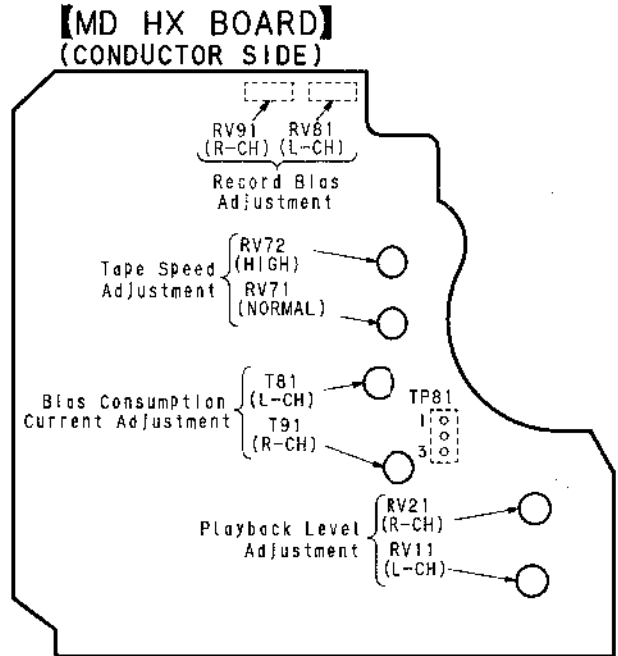 【MD HX BOARD】
(CONDUCTOR SIDE)
RV91 RV81
(R-CH) (L-CH)
Record Bias
Adjustment
Tape Speed
Adjustment
RV72
(HIGH)
RV71
(NORMAL)
Bias Consumption
Current Adjustment
T81
(L-CH)
T91
(R-CH)
TP81
1
3
Playback Level
Adjustment
RV21
(R-CH)
RV11
(L-CH)